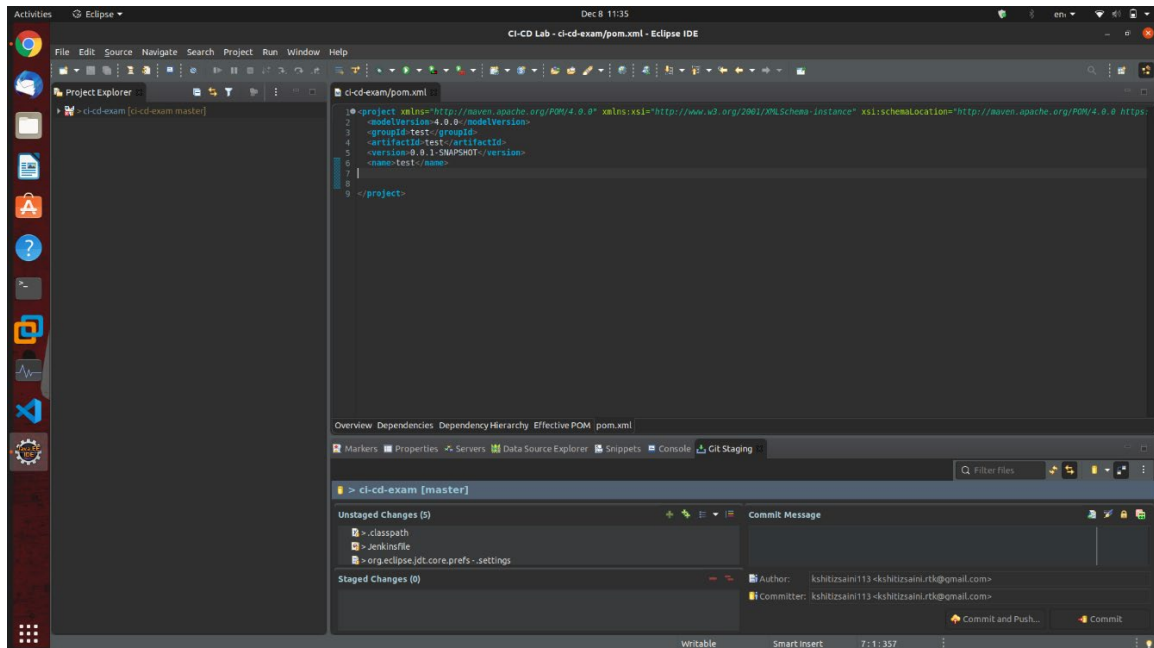 Activities Eclipse Dec 8 11:35 en₁
CI-CD Lab - ci-cd-exam/pom.xml - Eclipse IDE
File Edit Source Navigate Search Project Run Window Help
Project Explorer
> ci-cd-exam [ci-cd-exam master]
ci-cd-exam/pom.xml
1 <project xmlns="http://maven.apache.org/POM/4.0.0" xmlns:xsi="http://www.w3.org/2001/XMLSchema-instance" xsi:schemaLocation="http://maven.apache.org/POM/4.0.0 https:
2 <modelVersion>4.0.0</modelVersion>
3 <groupId>test</groupId>
4 <artifactId>test</artifactId>
5 <version>0.0.1-SNAPSHOT</version>
6 <name>test</name>
7
8
9 </project>
Overview Dependencies Dependency Hierarchy Effective POM pom.xml
Markers Properties Servers Data Source Explorer Snippets Console Git Staging
Filter files
> ci-cd-exam [master]
Unstaged Changes (5)
> .classpath
> Jenkinsfile
> org.eclipse.jdt.core.prefs - .settings
Staged Changes (0)
Commit Message
Author: kshitizsaini113 <kshitizsaini.rtk@gmail.com>
Committer: kshitizsaini113 <kshitizsaini.rtk@gmail.com>
Commit and Push... Commit
Writable Smart Insert 7:1:357